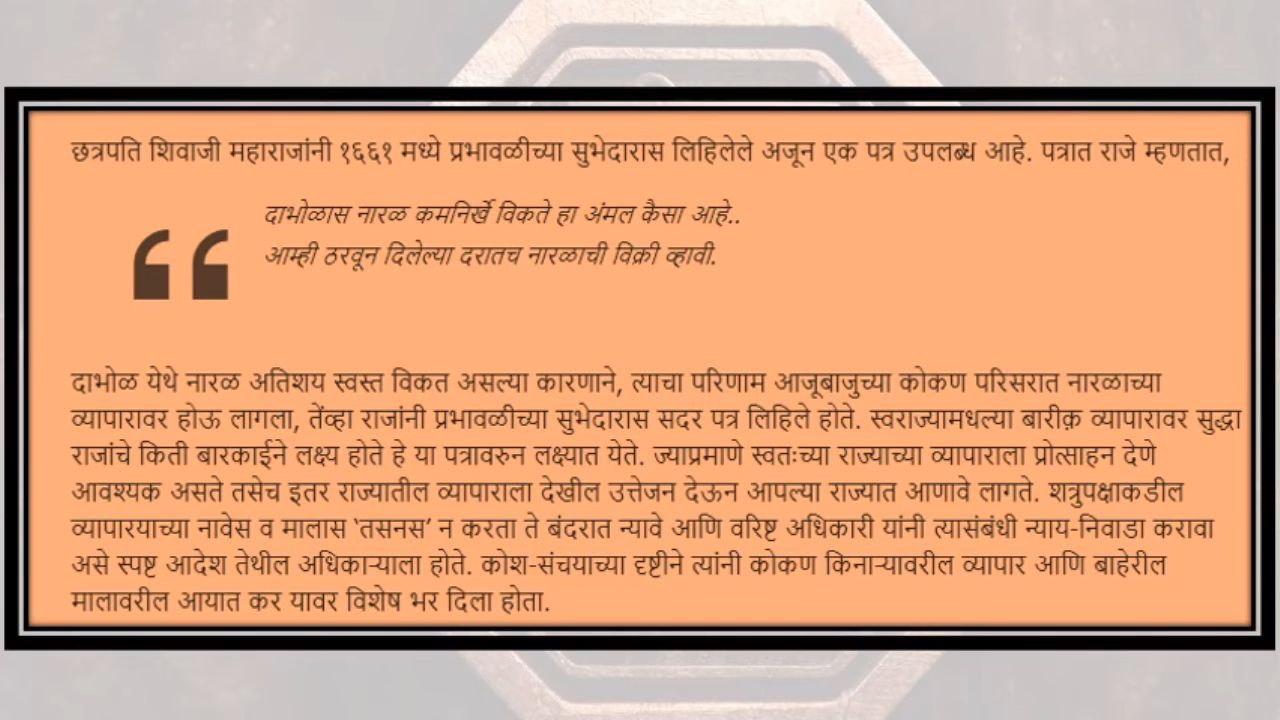 छत्रपति शिवाजी महाराजांनी १६६१ मध्ये प्रभावळीच्या सुभेदारास लिहिलेले अजून एक पत्र उपलब्ध आहे. पत्रात राजे म्हणतात,
दाभोळास नारळ कमनिर्खे विकते हा अंमल कैसा आहे..
आम्ही ठरवून दिलेल्या दरातच नारळाची विक्री व्हावी.
दाभोळ येथे नारळ अतिशय स्वस्त विकत असल्या कारणाने, त्याचा परिणाम आजूबाजुच्या कोकण परिसरात नारळाच्या
व्यापारावर होऊ लागला, तेंव्हा राजांनी प्रभावळीच्या सुभेदारास सदर पत्र लिहिले होते. स्वराज्यामधल्या बारीक़ व्यापारावर सुद्धा
राजांचे किती बारकाईने लक्ष्य होते हे या पत्रावरुन लक्ष्यात येते. ज्याप्रमाणे स्वतःच्या राज्याच्या व्यापाराला प्रोत्साहन देणे
आवश्यक असते तसेच इतर राज्यातील व्यापाराला देखील उत्तेजन देऊन आपल्या राज्यात आणावे लागते. शत्रुपक्षाकडील
व्यापारयाच्या नावेस व मालास ‘तसनस’ न करता ते बंदरात न्यावे आणि वरिष्ट अधिकारी यांनी त्यासंबंधी न्याय-निवाडा करावा
असे स्पष्ट आदेश तेथील अधिकाऱ्याला होते. कोश-संचयाच्या दृष्टीने त्यांनी कोकण किनाऱ्यावरील व्यापार आणि बाहेरील
मालावरील आयात कर यावर विशेष भर दिला होता.